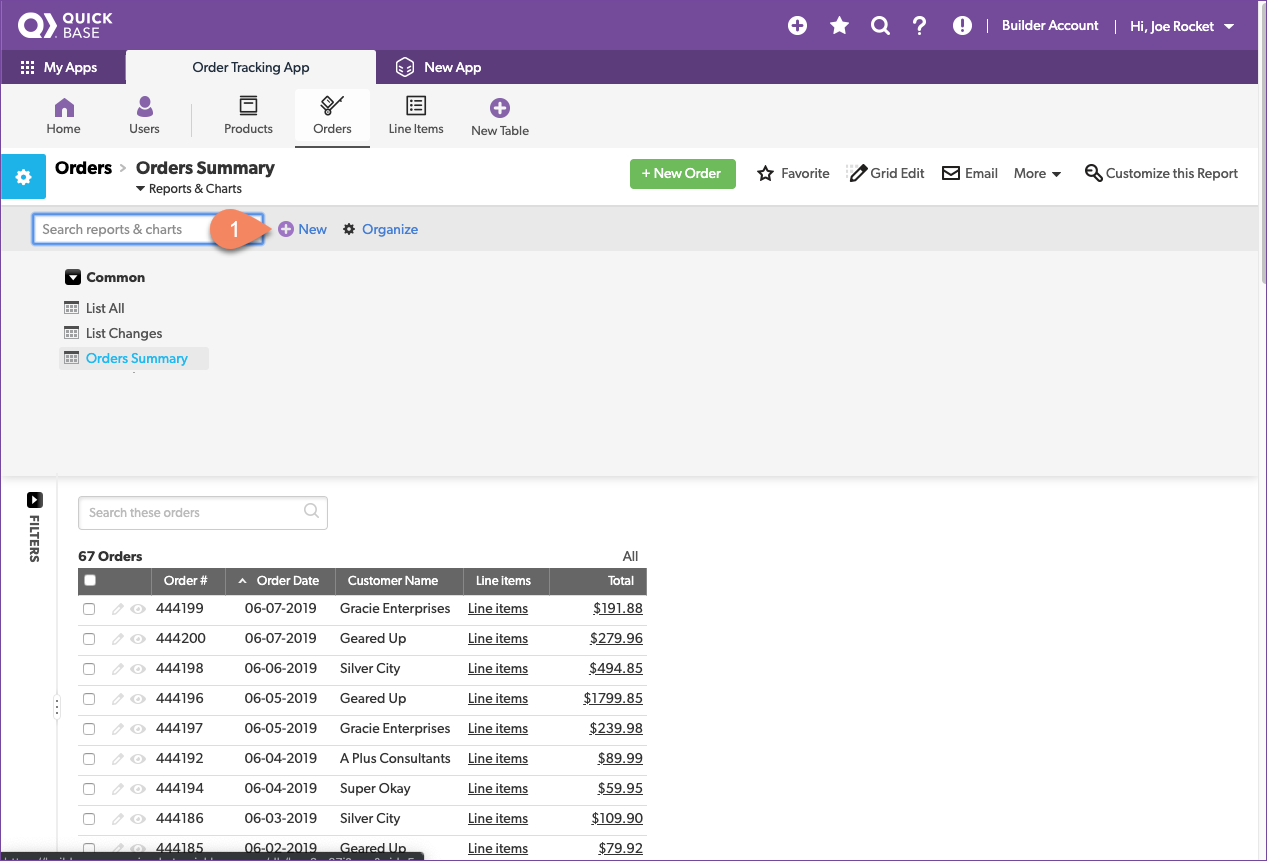 QUICK
BASE
Builder Account
Hi, Joe Rocket
My Apps
Order Tracking App
New App
Home
Users
Products
Orders
Line Items
New Table
Orders > Orders Summary
Reports & Charts
+ New Order
Favorite
Grid Edit
Email
More
Customize this Report
Search reports & charts
1
New
Organize
Common
List All
List Changes
Orders Summary
FILTERS
Search these orders
67 Orders
All
Order # Order Date Customer Name Line items Total
444199 06-07-2019 Gracie Enterprises Line items $191.88
444200 06-07-2019 Geared Up Line items $279.96
444198 06-06-2019 Silver City Line items $494.85
444196 06-05-2019 Geared Up Line items $1799.85
444197 06-05-2019 Gracie Enterprises Line items $239.98
444192 06-04-2019 A Plus Consultants Line items $89.99
444194 06-04-2019 Super Okay Line items $59.95
444186 06-03-2019 Silver City Line items $109.90
444185 06-02-2019 Geared Up Line items $79.92